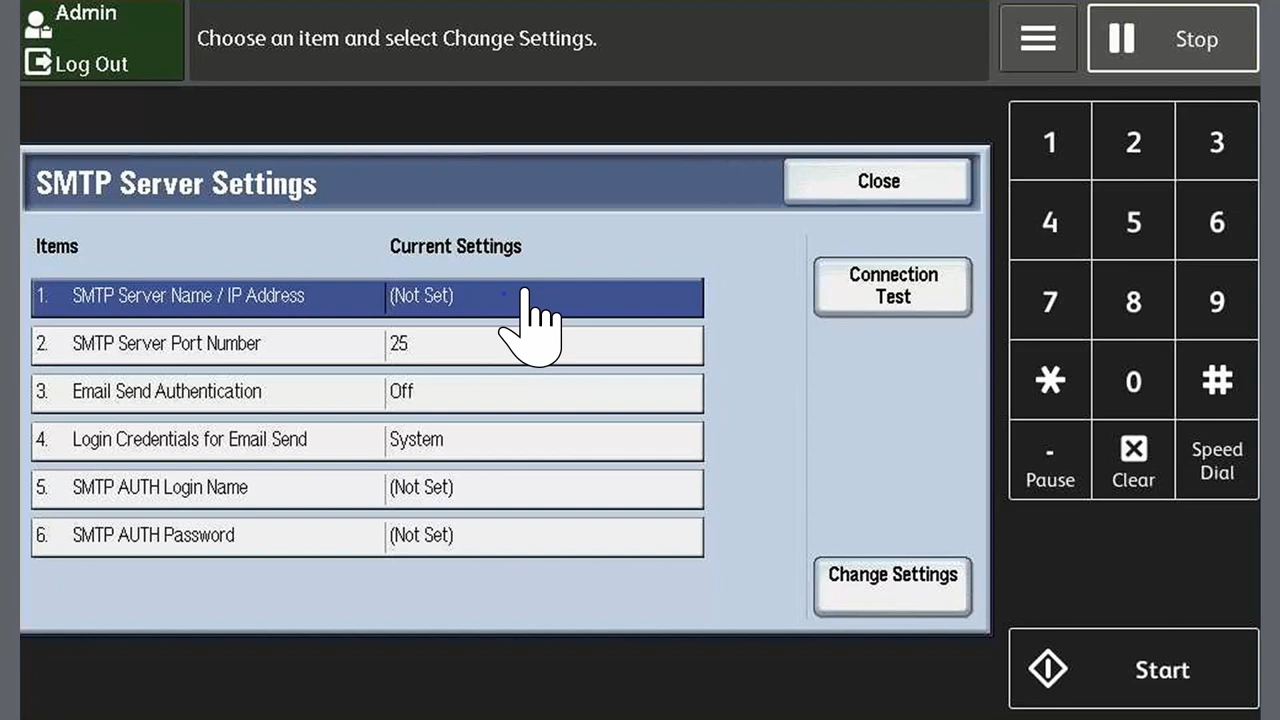 Admin
Log Out
Choose an item and select Change Settings.
Stop
SMTP Server Settings
Close
Items Current Settings
1. SMTP Server Name / IP Address (Not Set)
2. SMTP Server Port Number 25
3. Email Send Authentication Off
4. Login Credentials for Email Send System
5. SMTP AUTH Login Name (Not Set)
6. SMTP AUTH Password (Not Set)
Connection
Test
Change Settings
1 2 3
4 5 6
7 8 9
* 0 #
-
Pause
Clear
Speed
Dial
Start